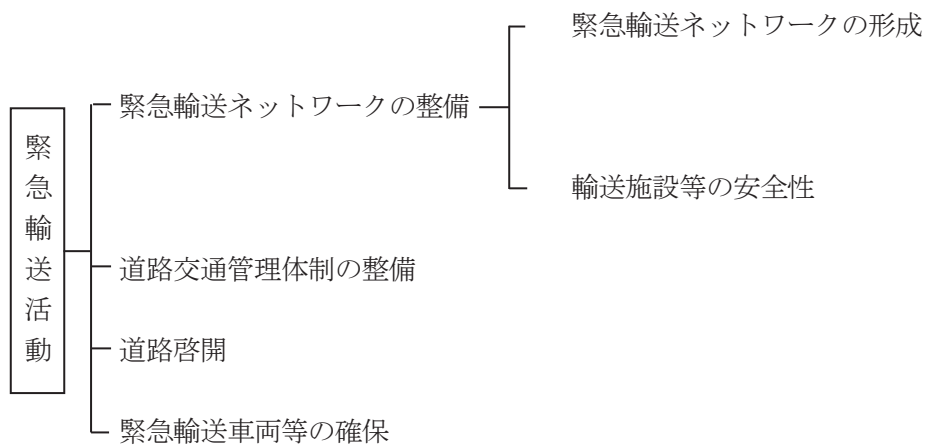 緊急輸送活動
緊急輸送ネットワークの整備
緊急輸送ネットワークの形成
輸送施設等の安全性
道路交通管理体制の整備
道路啓開
緊急輸送車両等の確保